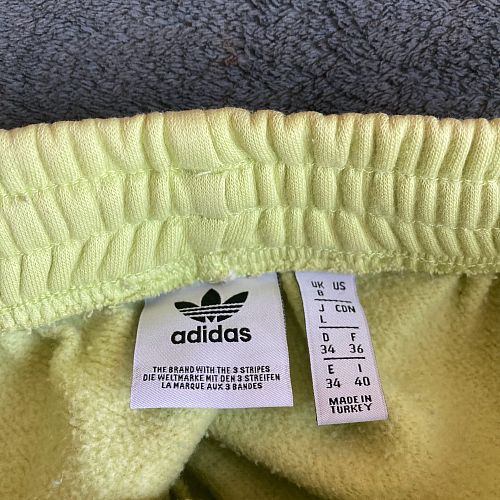 adidas
THE BRAND WITH THE 3 STRIPES
DIE WELTMARKE MIT DEN 3 STREIFEN
LA MARQUE AUX 3 BANDES
UK US
J CDN
L
D F
34 36
E I
34 40
MADE IN
TURKEY